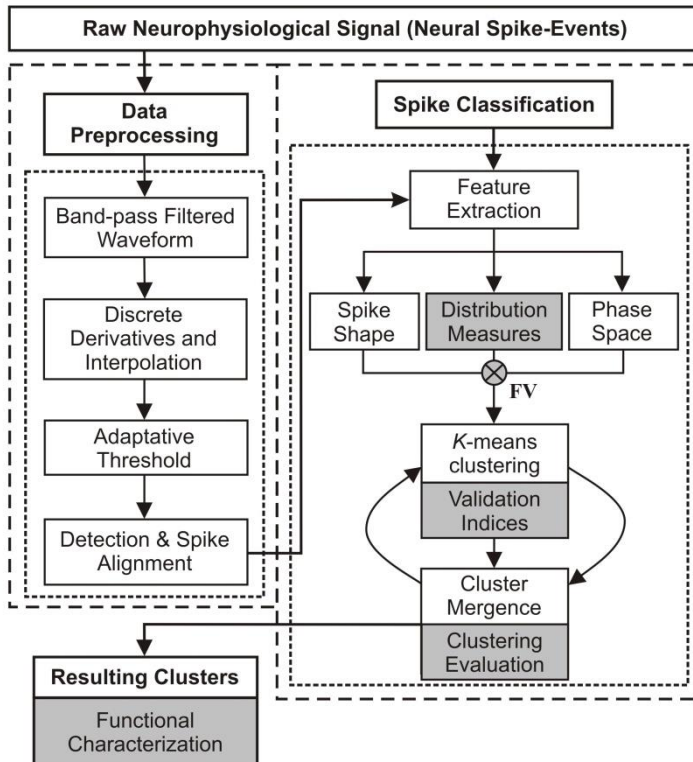 Raw Neurophysiological Signal (Neural Spike-Events)
Data
Preprocessing
Band-pass Filtered
Waveform
Discrete
Derivatives and
Interpolation
Adaptative
Threshold
Detection & Spike
Alignment
Spike Classification
Feature
Extraction
Spike
Shape
Distribution
Measures
Phase
Space
FV
K-means
clustering
Validation
Indices
Cluster
Mergence
Clustering
Evaluation
Resulting Clusters
Functional
Characterization